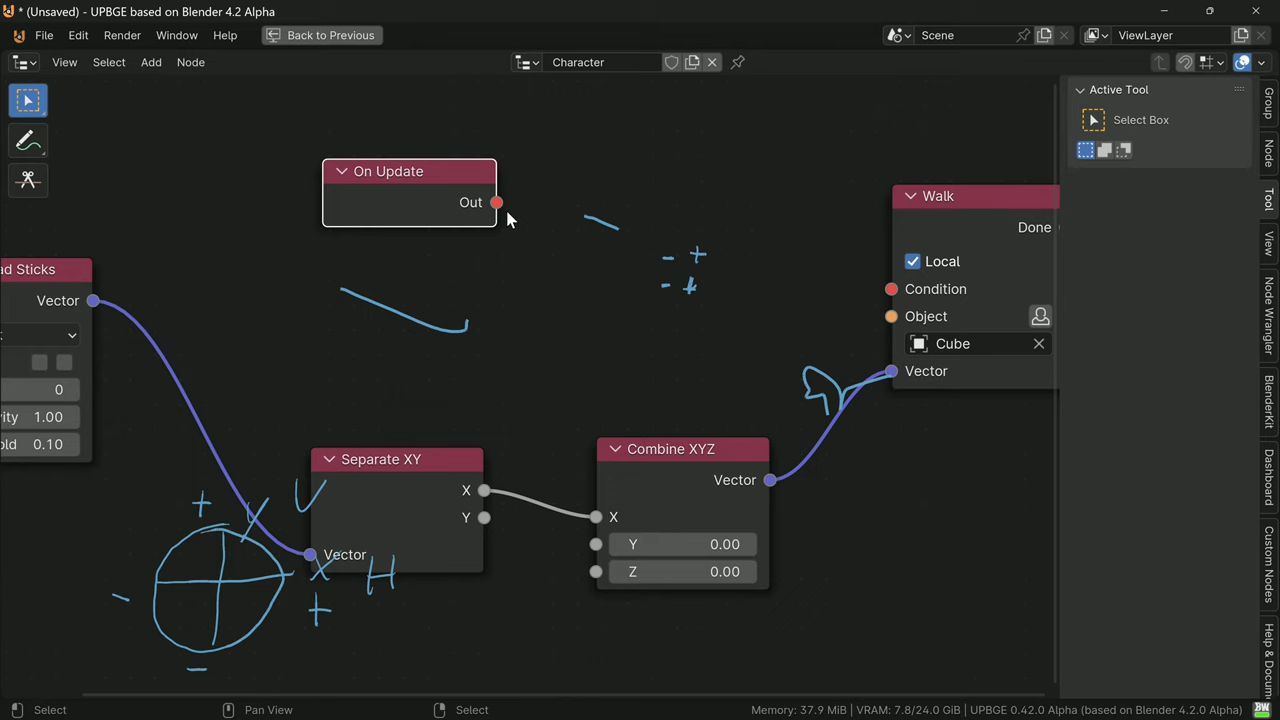 * (Unsaved) - UPBGE based on Blender 4.2 Alpha
File Edit Render Window Help Back to Previous Scene ViewLayer
View Select Add Node Character
Active Tool
Select Box
Group
Node
Tool
View
Node Wrangler
BlenderKit
Dashboard
Custom Nodes
Help & Docum
On Update
Out
Walk
Done
Local
Condition
Object
Cube
Vector
ad Sticks
Vector
0
ity 1.00
old 0.10
Separate XY
X
Y
Vector
Combine XYZ
Vector
X
Y 0.00
Z 0.00
- +
- +
+ Y V
- X H
+
-
Select Pan View Select Memory: 37.9 MiB | VRAM: 7.8/24.0 GiB | UPBGE 0.42.0 Alpha (based on Blender 4.2.0 Alpha)
BW